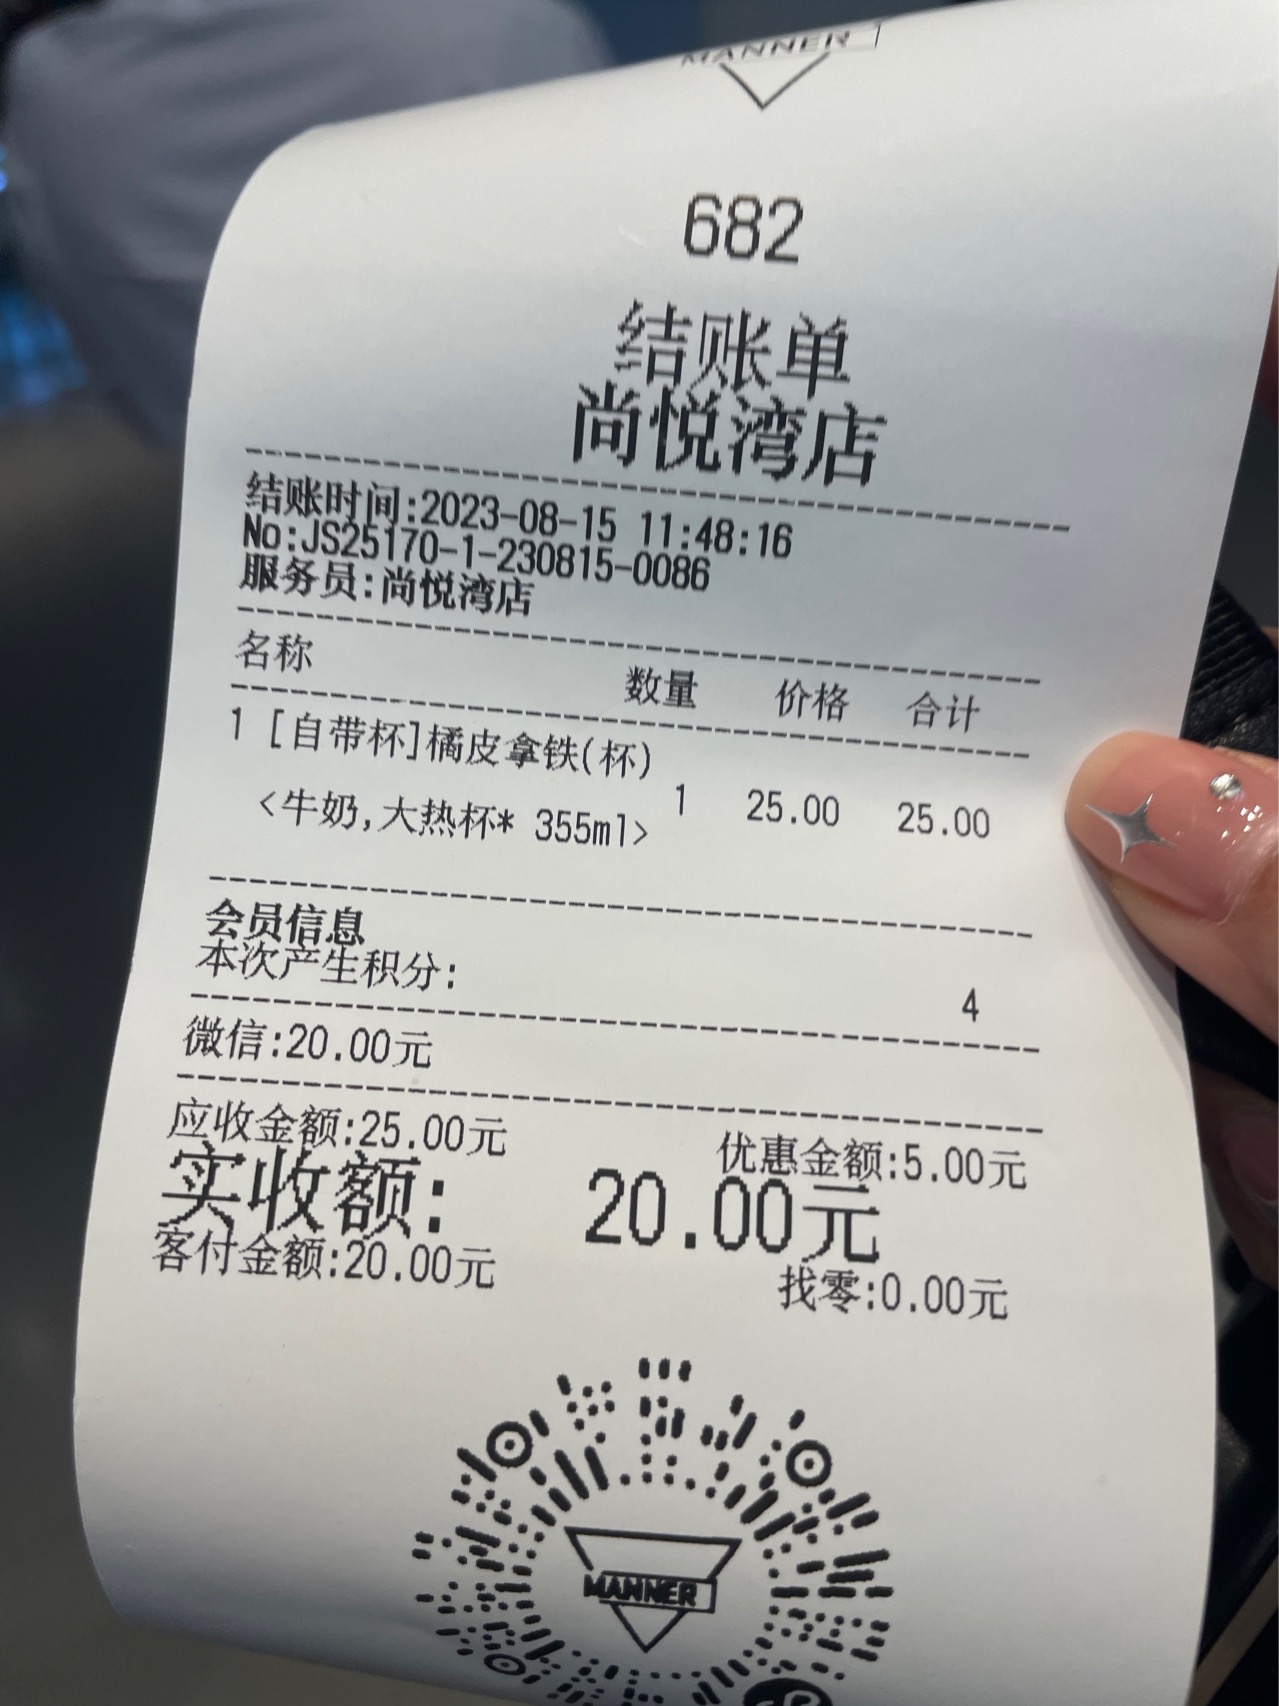 MANNER
682
结账单
尚悦湾店
结账时间:2023-08-15 11:48:16
No:JS25170-1-230815-0086
服务员:尚悦湾店
名称 数量 价格 合计
1 [自带杯]橘皮拿铁(杯)
<牛奶,大热杯* 355ml> 1 25.00 25.00
会员信息
本次产生积分: 4
微信:20.00元
应收金额:25.00元 优惠金额:5.00元
实收额: 20.00元
客付金额:20.00元 找零:0.00元
MANNER